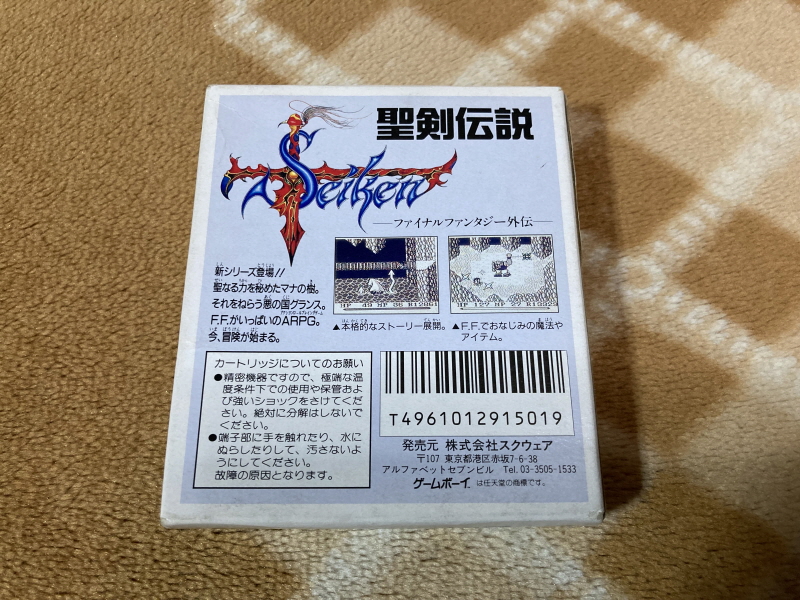 聖剣伝説
Seiken
ファイナルファンタジー外伝
新シリーズ登場!!
聖なる力を秘めたマナの樹。
それをねらう悪の国グランス。
F.F.がいっぱいのARPG。
今、冒険が始まる。
HP 49 MP 36
HP 127 MP 27
▲本格的なストーリー展開。
▲F.F.でおなじみの魔法や
アイテム。
カートリッジについてのお願い
●精密機器ですので、極端な温
度条件下での使用や保管およ
び強いショックをさけてくだ
さい。絶対に分解はしないで
ください。
●端子部に手を触れたり、水に
ぬらしたりして、汚さないよ
うにしてください。
故障の原因となります。
T4961012915019
発売元 株式会社スクウェア
〒107 東京都港区赤坂7-6-38
アルファベットセブンビル Tel. 03-3505-1533
ゲームボーイ は任天堂の商標です。